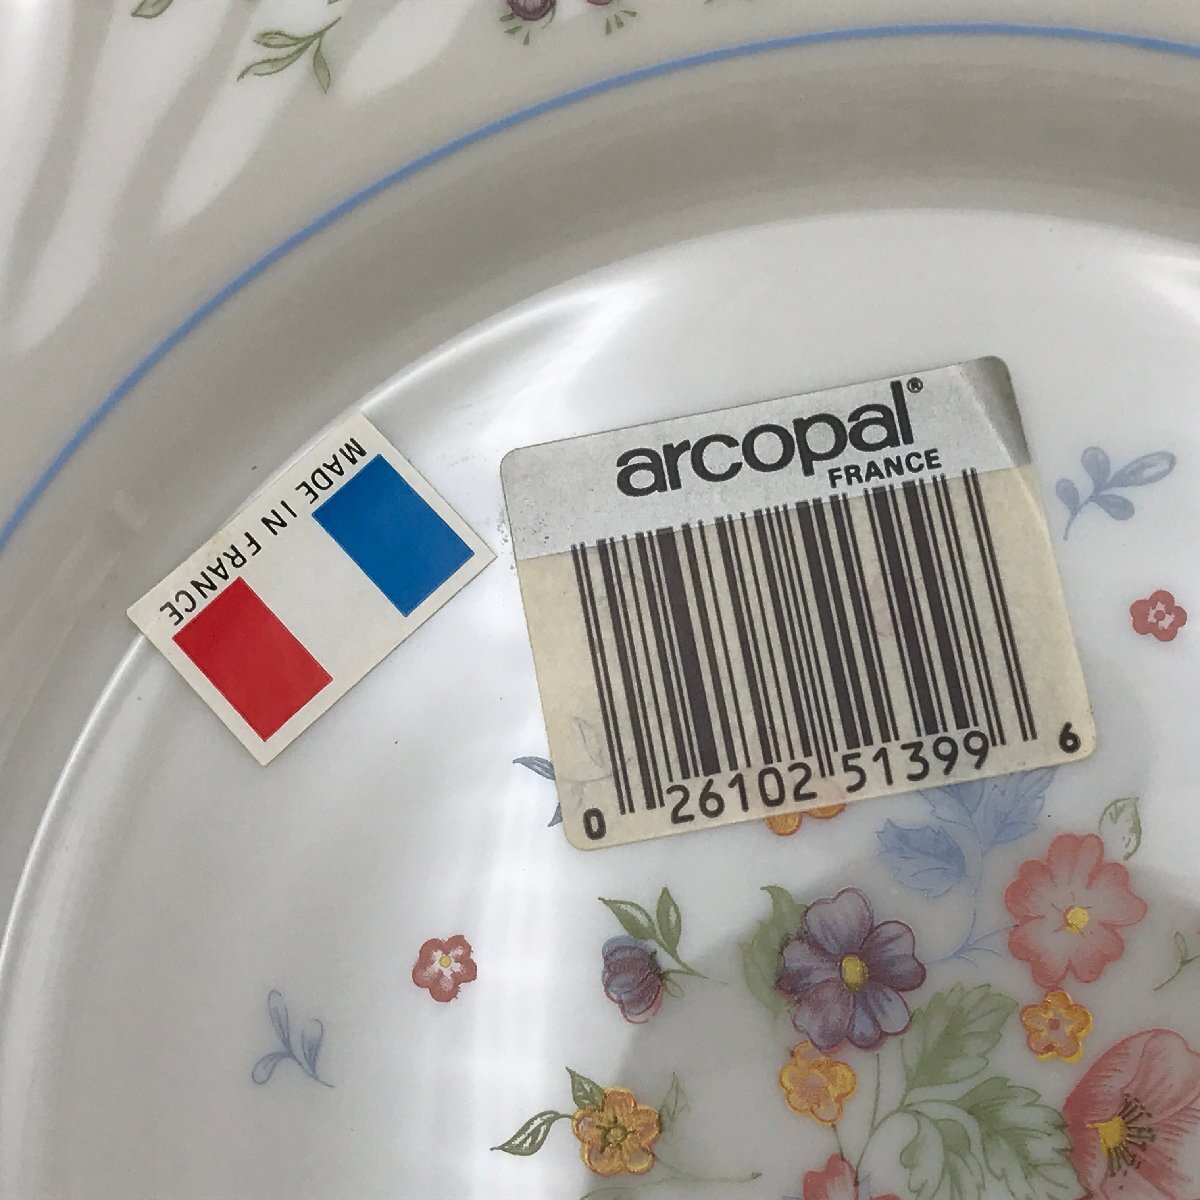 MADE IN FRANCE
arcopal®
FRANCE
0 26102 51399 6